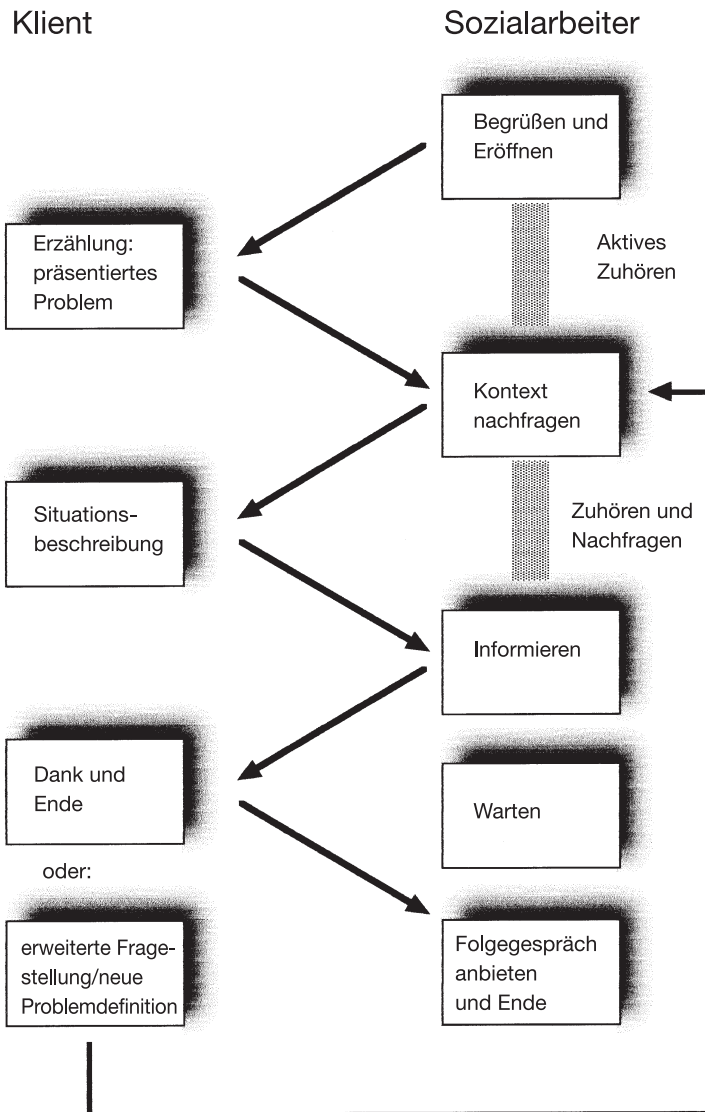 Klient
Sozialarbeiter
Begrüßen und
Eröffnen
Erzählung:
präsentiertes
Problem
Aktives
Zuhören
Kontext
nachfragen
Situations-
beschreibung
Zuhören und
Nachfragen
Informieren
Dank und
Ende
Warten
oder:
erweiterte Frage-
stellung/neue
Problemdefinition
Folgegespräch
anbieten
und Ende